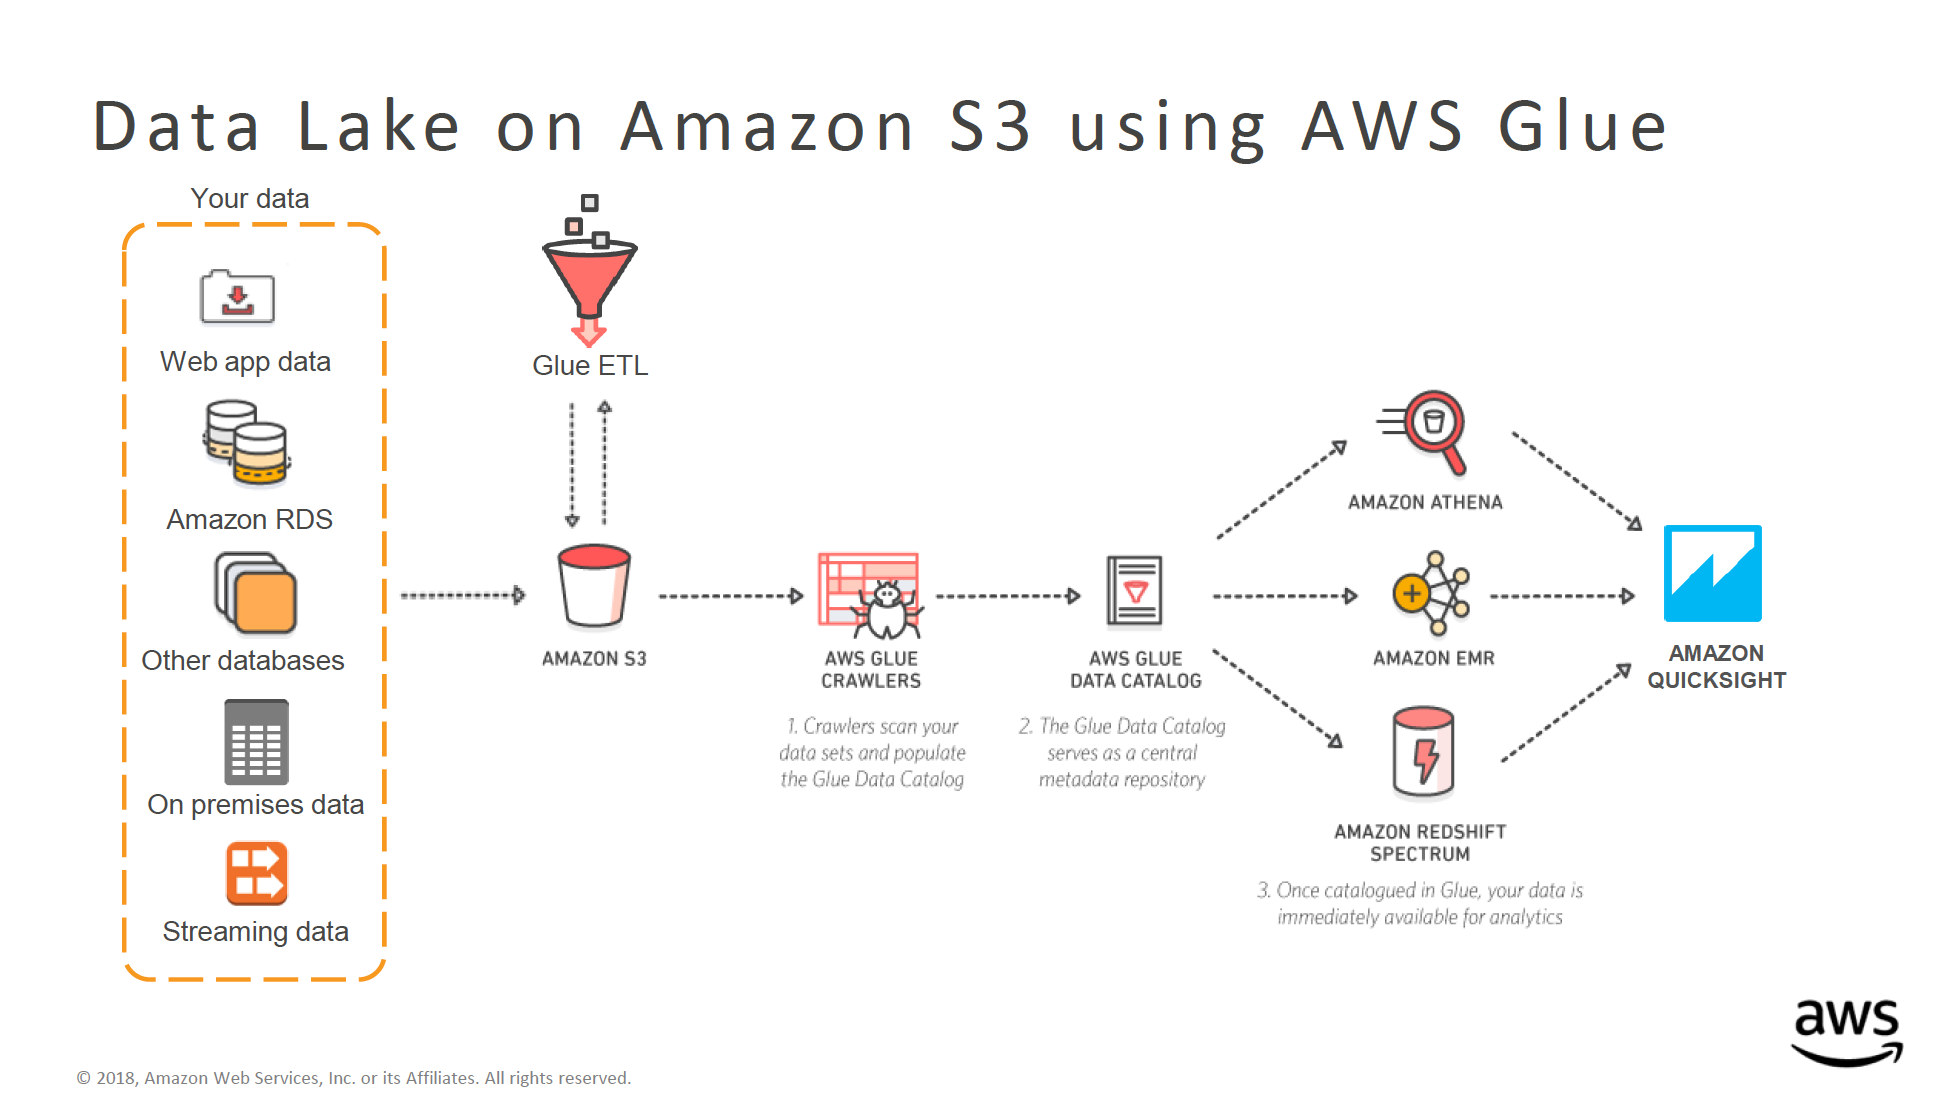 Data Lake on Amazon S3 using AWS Glue
Your data
Web app data
Amazon RDS
Other databases
On premises data
Streaming data
Glue ETL
AMAZON S3
AWS GLUE
CRAWLERS
1. Crawlers scan your
data sets and populate
the Glue Data Catalog
AWS GLUE
DATA CATALOG
2. The Glue Data Catalog
serves as a central
metadata repository
AMAZON ATHENA
AMAZON EMR
AMAZON REDSHIFT
SPECTRUM
3. Once catalogued in Glue, your data is
immediately available for analytics
AMAZON
QUICKSIGHT
aws
© 2018, Amazon Web Services, Inc. or its Affiliates. All rights reserved.